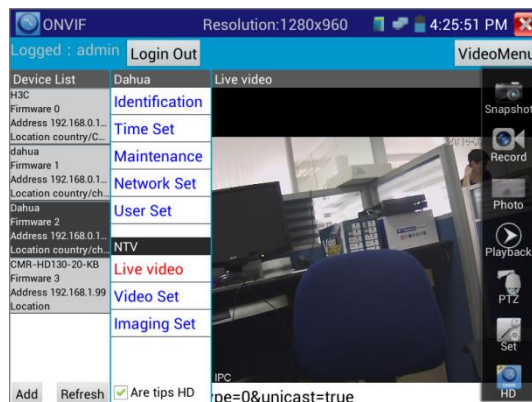 ONVIF
Resolution:1280x960
4:25:51 PM
Logged : admin
Login Out
VideoMenu
Device List
H3C
Firmware 0
Address 192.168.0.1...
Location country/C...
dahua
Firmware 1
Address 192.168.0.1...
Location country/ch...
Dahua
Firmware 2
Address 192.168.0.1...
Location country/ch...
CMR-HD130-20-KB
Firmware 3
Address 192.168.1.99
Location
Add
Refresh
Dahua
Identification
Time Set
Maintenance
Network Set
User Set
NTV
Live video
Video Set
Imaging Set
Are tips HD
Live video
IPC
pe=0&unicast=true
Snapshot
Record
Photo
Playback
PTZ
Set
HD